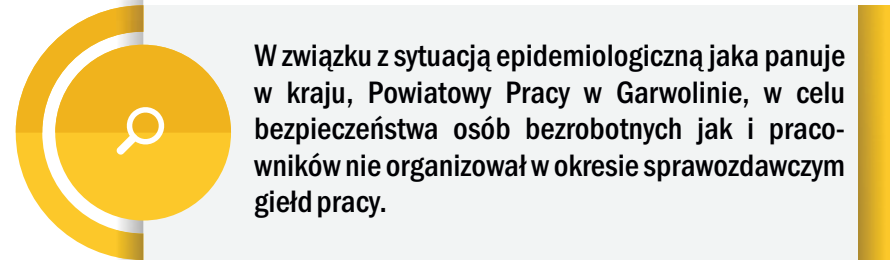 W związku z sytuacją epidemiologiczną jaka panuje
w kraju, Powiatowy Pracy w Garwolinie, w celu
bezpieczeństwa osób bezrobotnych jak i praco-
wników nie organizował w okresie sprawozdawczym
giełd pracy.